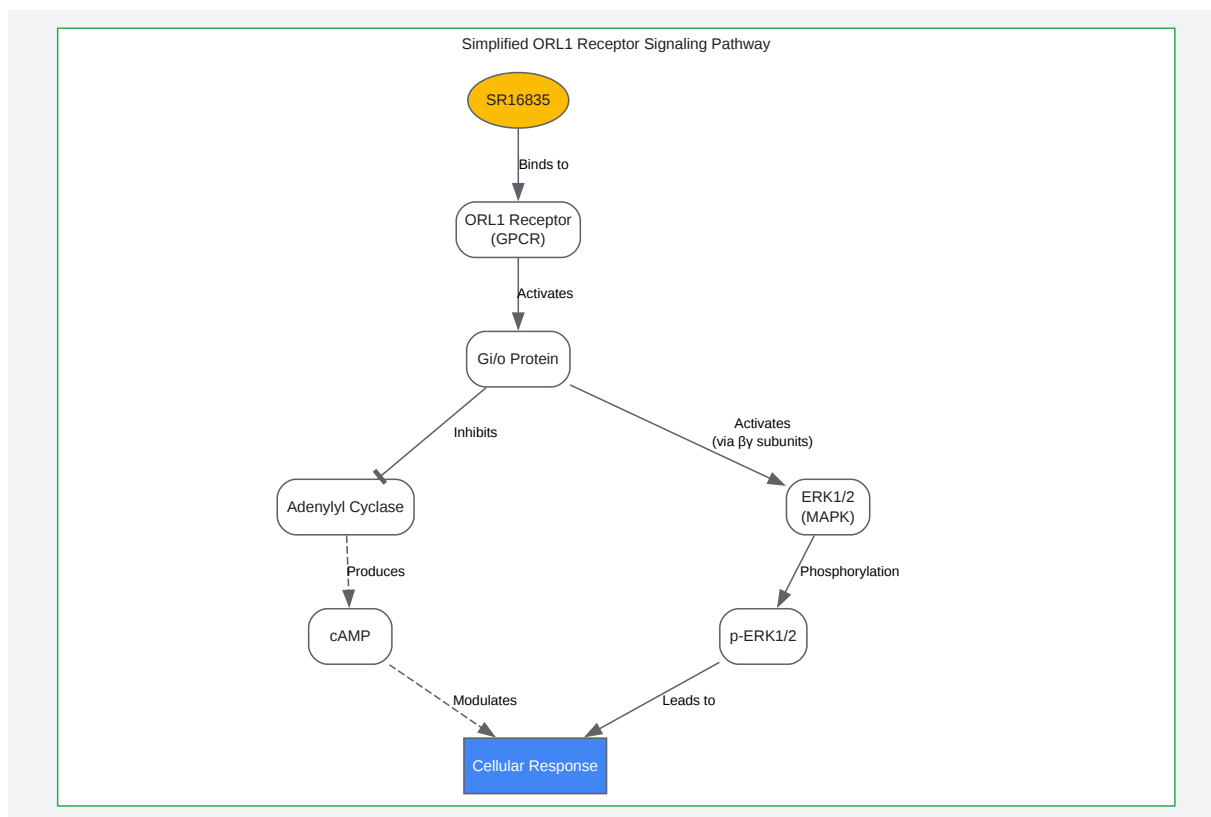 Simplified ORL1 Receptor Signaling Pathway
SR16835
Binds to
ORL1 Receptor
(GPCR)
Activates
Gi/o Protein
Inhibits
Activates
(via βγ subunits)
Adenylyl Cyclase
ERK1/2
(MAPK)
Produces
Phosphorylation
cAMP
p-ERK1/2
Modulates
Leads to
Cellular Response